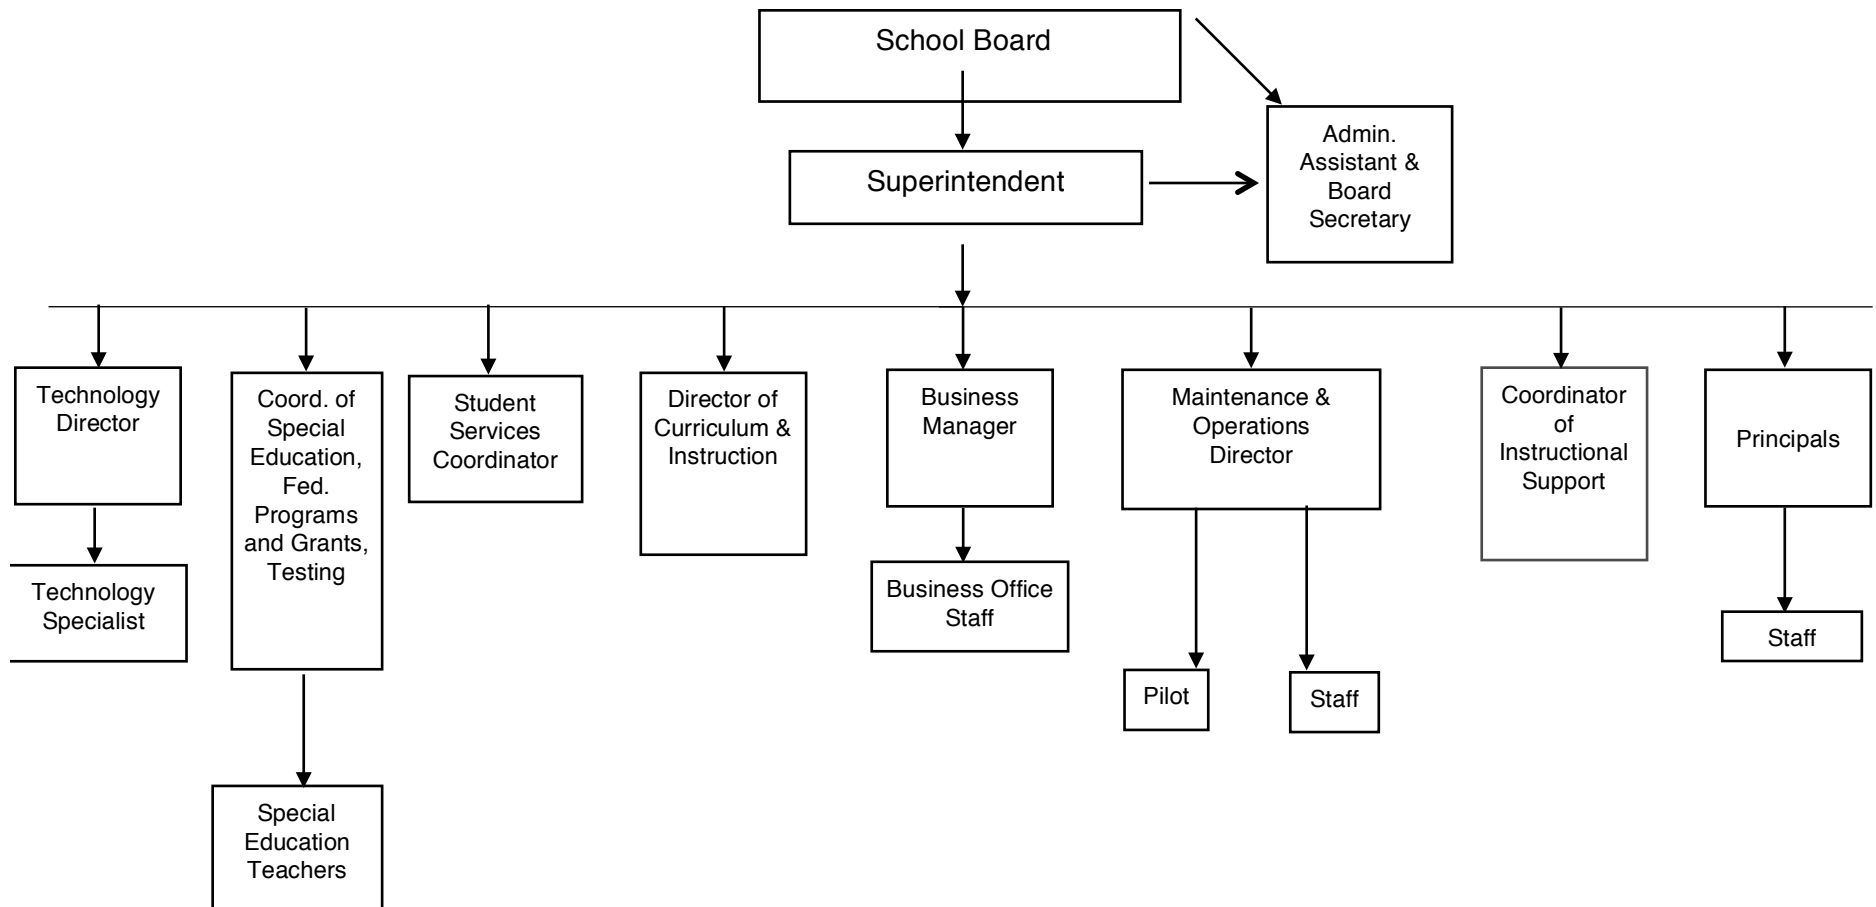 School Board
Admin.
Assistant &
Board
Secretary
Superintendent
Technology
Director
Coord. of
Special
Education,
Fed.
Programs
and Grants,
Testing
Student
Services
Coordinator
Director of
Curriculum &
Instruction
Business
Manager
Maintenance &
Operations
Director
Coordinator
of
Instructional
Support
Principals
Technology
Specialist
Business Office
Staff
Staff
Pilot
Staff
Special
Education
Teachers